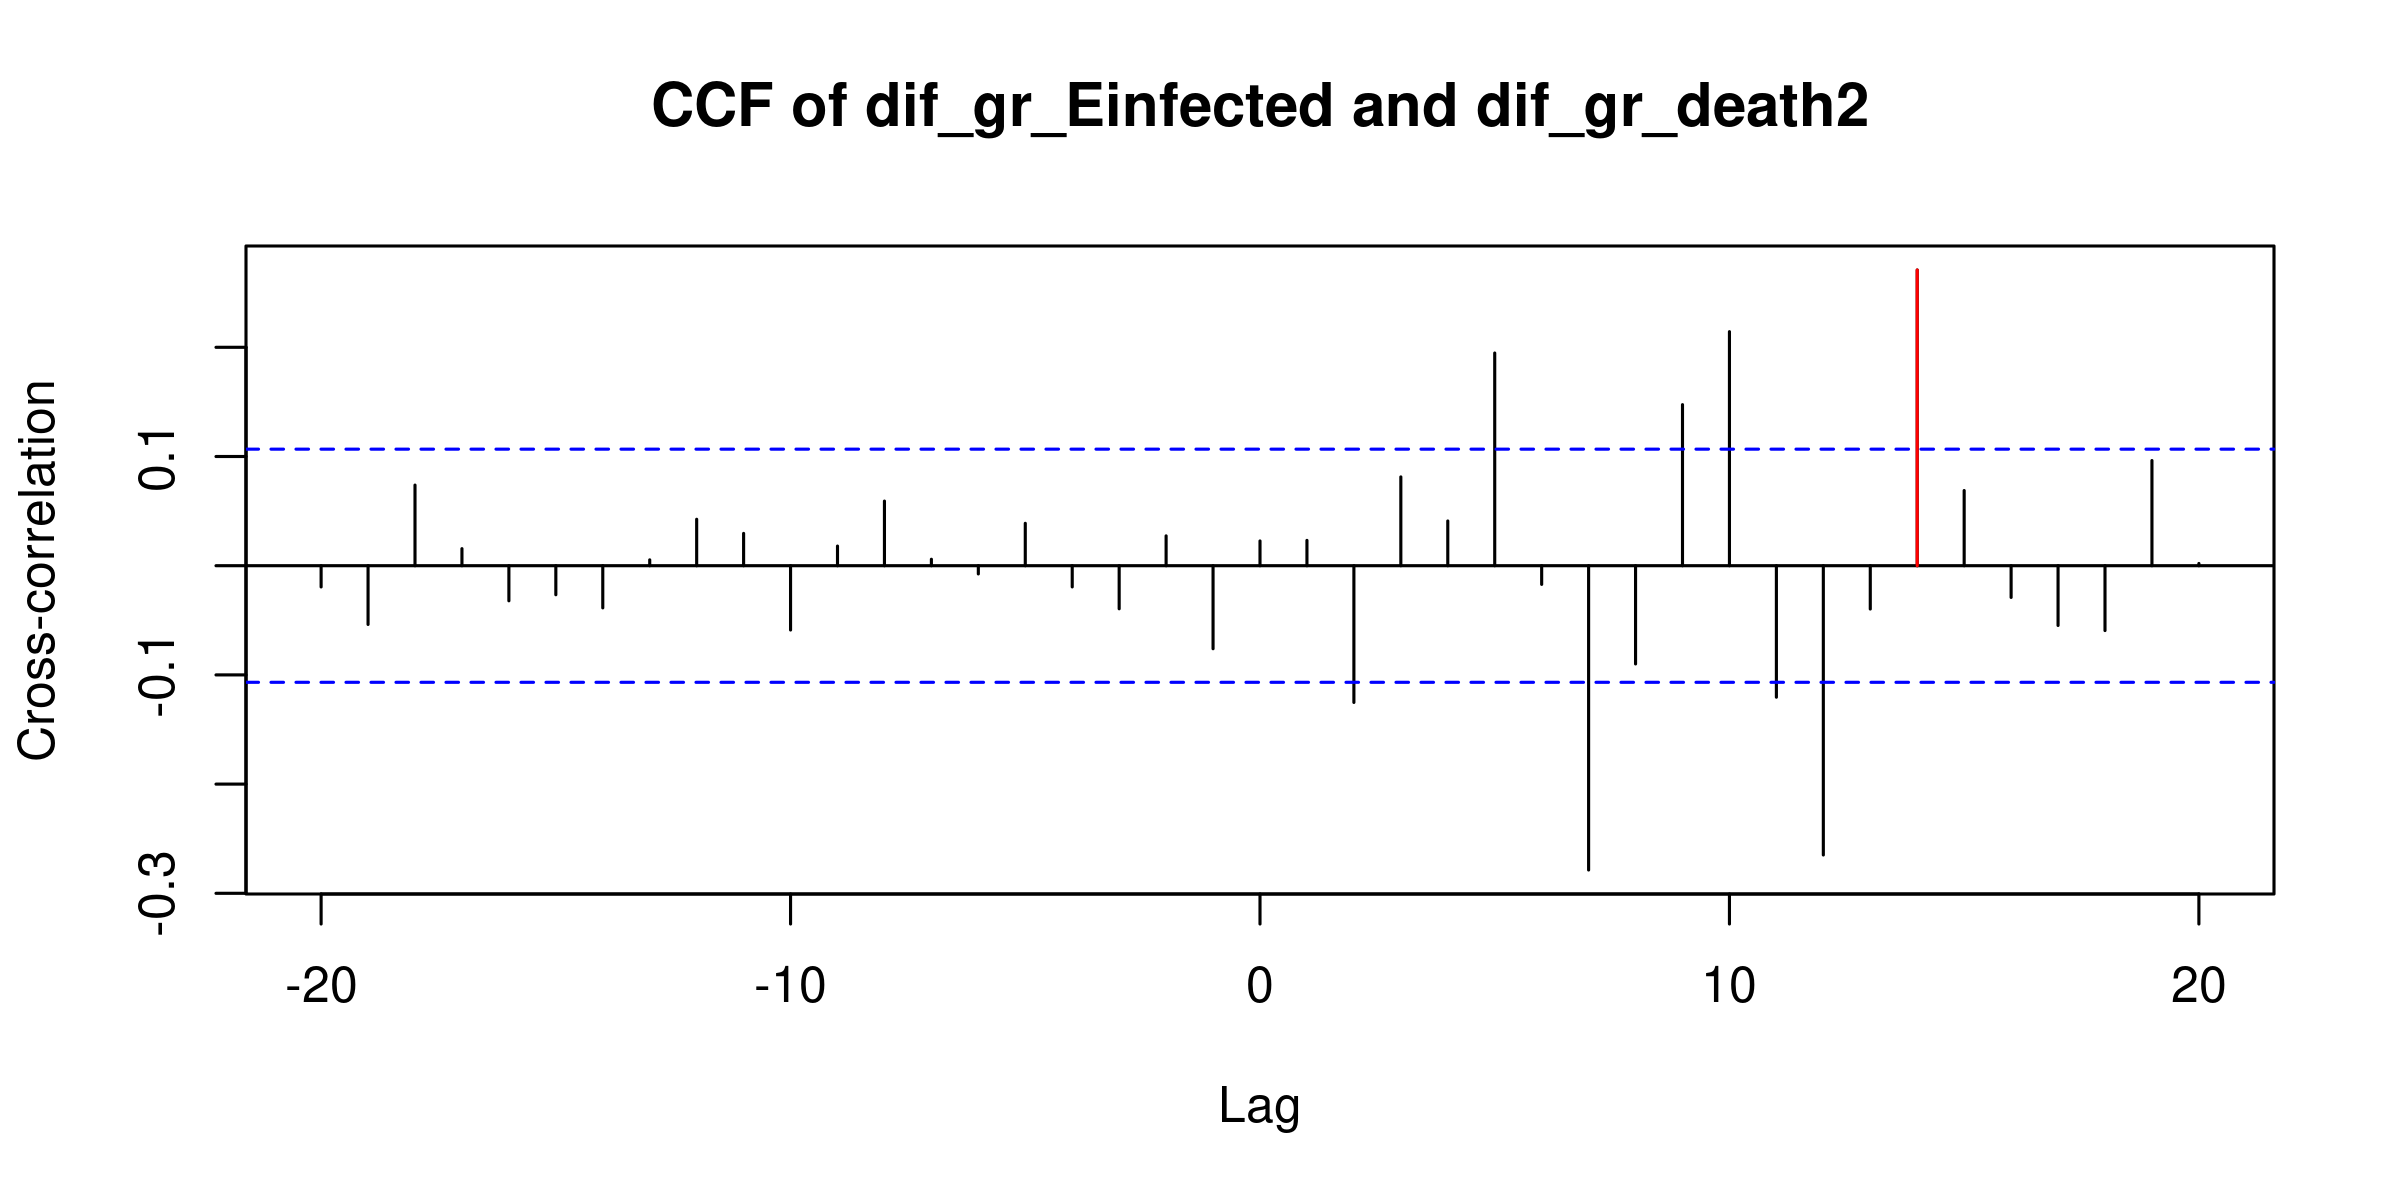 CCF of dif_gr_Einfected and dif_gr_death2
Cross-correlation
0.1
-0.1
-0.3
-20 -10 0 10 20
Lag